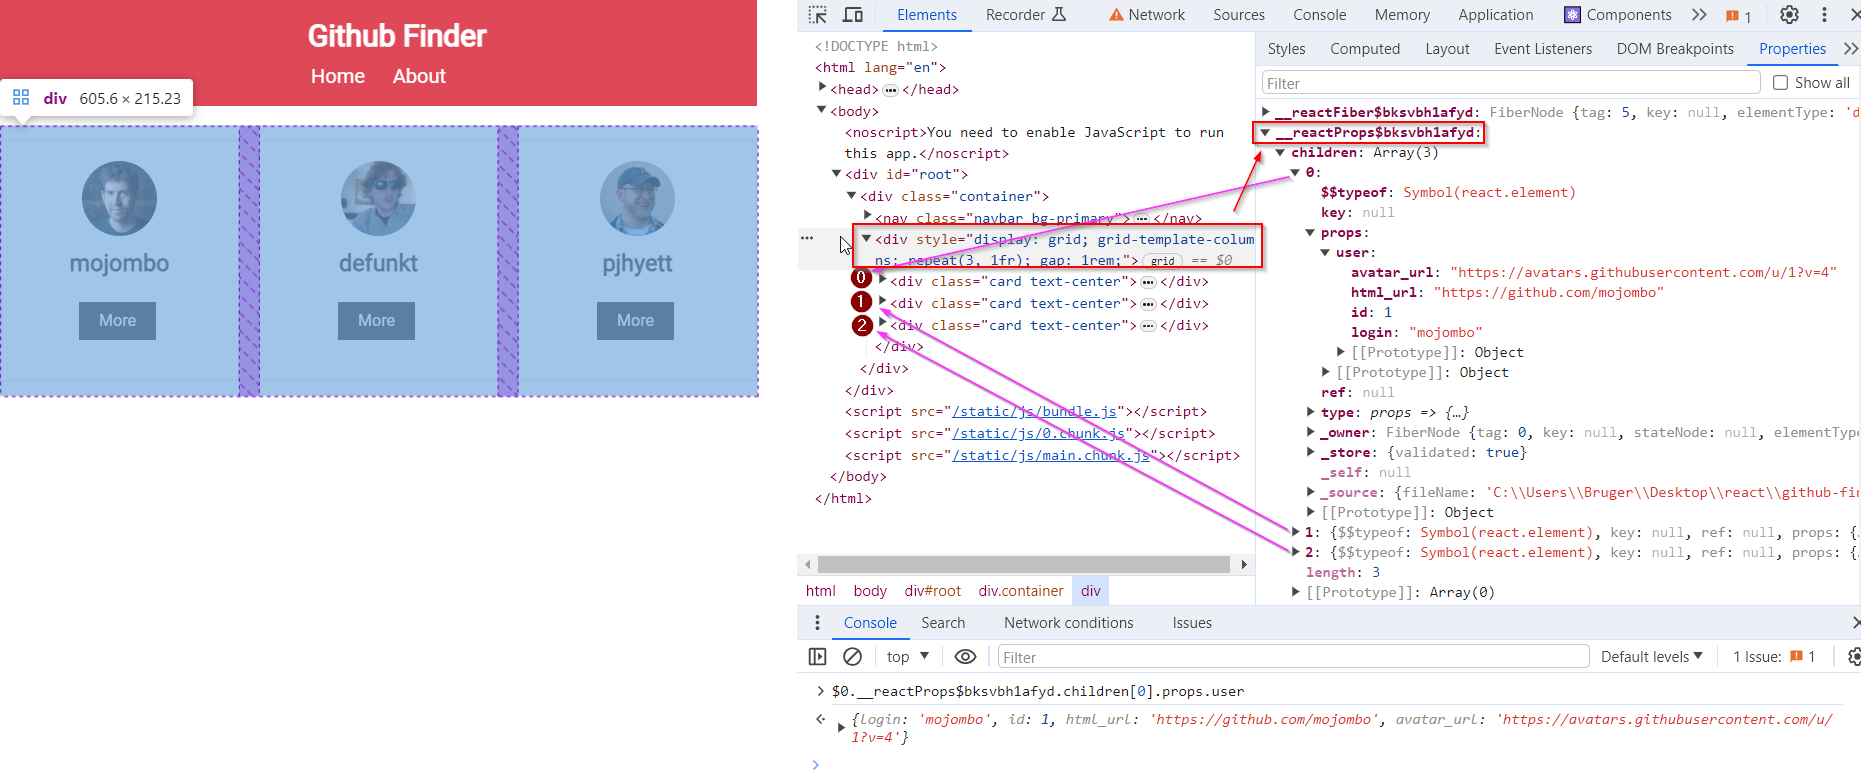 Github Finder
Home About
div 605.6 × 215.23
mojombo
defunkt
pjhyett
More
More
More
Elements Recorder Network Sources Console Memory Application Components 1
<!DOCTYPE html>
<html lang="en">
<head> ••• </head>
<body>
<noscript>You need to enable JavaScript to run
this app.</noscript>
<div id="root">
<div class="container">
<nav class="navbar bg-primary"> ••• </nav>
••• <div style="display: grid; grid-template-colum
ns: repeat(3, 1fr); gap: 1rem;"> grid == $0
0 <div class="card text-center"> ••• </div>
1 <div class="card text-center"> ••• </div>
2 <div class="card text-center"> ••• </div>
</div>
</div>
</div>
<script src="/static/js/bundle.js"></script>
<script src="/static/js/0.chunk.js"></script>
<script src="/static/js/main.chunk.js"></script>
</body>
</html>
html body div#root div.container div
Styles Computed Layout Event Listeners DOM Breakpoints Properties
Filter Show all
__reactFiber$bksvbh1afyd: FiberNode {tag: 5, key: null, elementType: 'd
__reactProps$bksvbh1afyd:
children: Array(3)
0:
$$typeof: Symbol(react.element)
key: null
props:
user:
avatar_url: "https://avatars.githubusercontent.com/u/1?v=4"
html_url: "https://github.com/mojombo"
id: 1
login: "mojombo"
[[Prototype]]: Object
[[Prototype]]: Object
ref: null
type: props => {…}
_owner: FiberNode {tag: 0, key: null, stateNode: null, elementType
_store: {validated: true}
_self: null
_source: {fileName: 'C:\\Users\\Bruger\\Desktop\\react\\github-fin
[[Prototype]]: Object
1: {$$typeof: Symbol(react.element), key: null, ref: null, props: {…
2: {$$typeof: Symbol(react.element), key: null, ref: null, props: {…
length: 3
[[Prototype]]: Array(0)
Console Search Network conditions Issues
top Filter Default levels 1 Issue: 1
$0.__reactProps$bksvbh1afyd.children[0].props.user
{login: 'mojombo', id: 1, html_url: 'https://github.com/mojombo', avatar_url: 'https://avatars.githubusercontent.com/u/
1?v=4'}